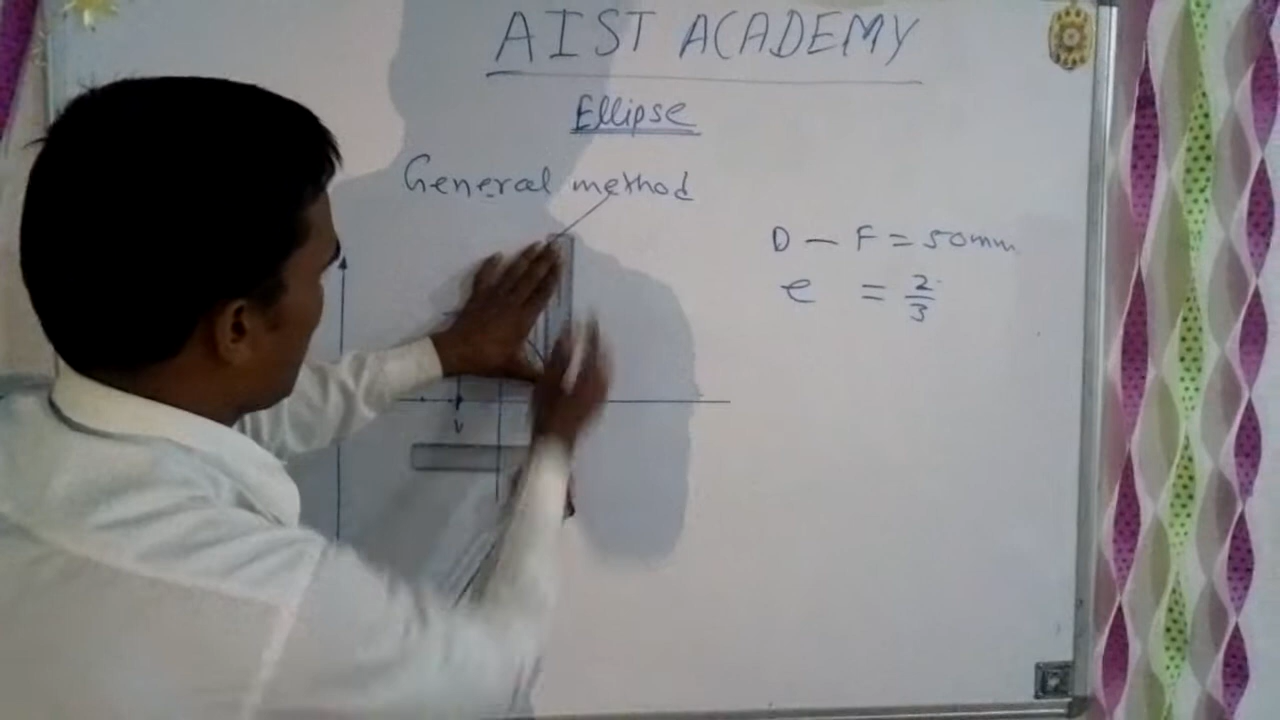 AIST ACADEMY
Ellipse
General method
D — F = 50mm
e = 2/3
V